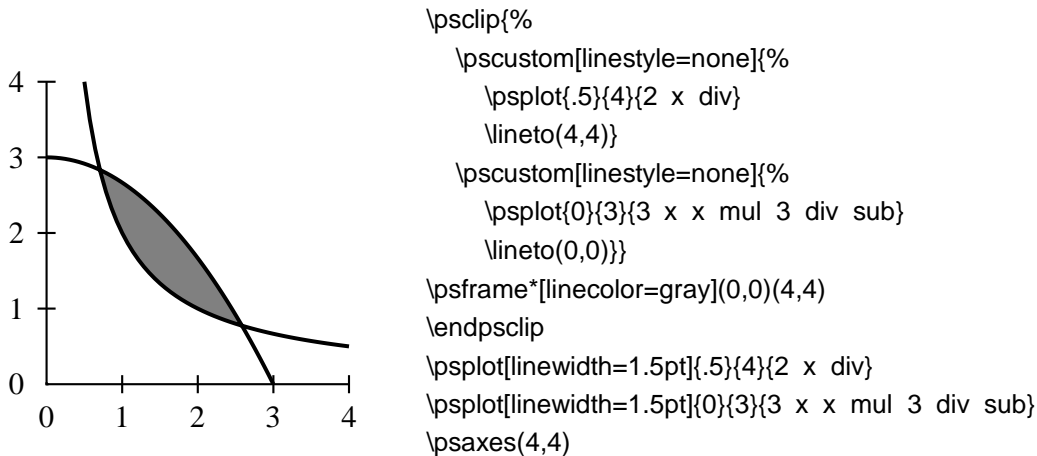 4
3
2
1
0
0 1 2 3 4
\psclip{%
\pscustom[linestyle=none]{%
\psplot{.5}{4}{2 x div}
\lineto(4,4)}
\pscustom[linestyle=none]{%
\psplot{0}{3}{3 x x mul 3 div sub}
\lineto(0,0)}}
\psframe*[linecolor=gray](0,0)(4,4)
\endpsclip
\psplot[linewidth=1.5pt]{.5}{4}{2 x div}
\psplot[linewidth=1.5pt]{0}{3}{3 x x mul 3 div sub}
\psaxes(4,4)